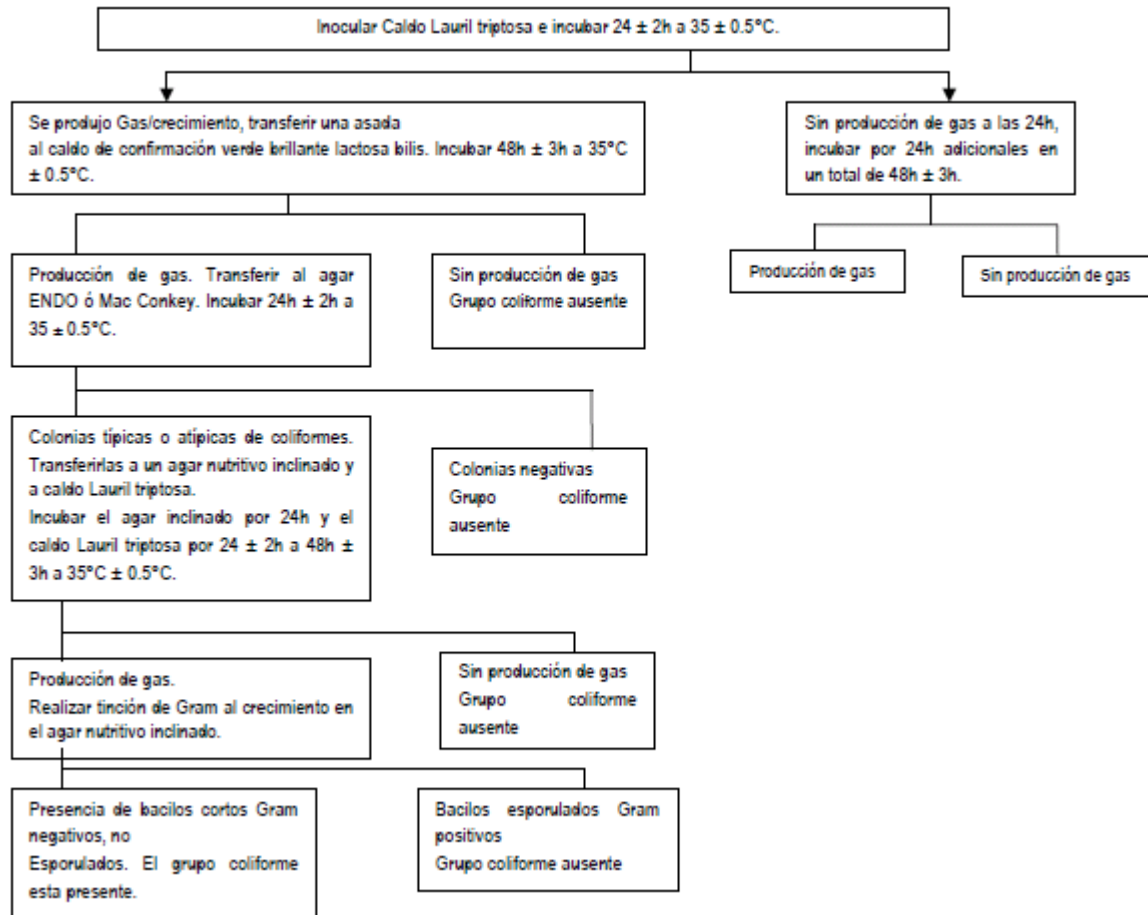 Inocular Caldo Lauril triptosa e incubar 24 ± 2h a 35 ± 0.5°C.
Se produjo Gas/crecimiento, transferir una asada
al caldo de confirmación verde brillante lactosa bilis. Incubar 48h ± 3h a 35°C
± 0.5°C.
Sin producción de gas a las 24h,
incubar por 24h adicionales en
un total de 48h ± 3h.
Producción de gas. Transferir al agar
ENDO ó Mac Conkey. Incubar 24h ± 2h a
35 ± 0.5°C.
Sin producción de gas
Grupo coliforme ausente
Producción de gas
Sin producción de gas
Colonias típicas o atípicas de coliformes.
Transferirlas a un agar nutritivo inclinado y
a caldo Lauril triptosa.
Incubar el agar inclinado por 24h y el
caldo Lauril triptosa por 24 ± 2h a 48h ±
3h a 35°C ± 0.5°C.
Colonias negativas
Grupo coliforme
ausente
Producción de gas.
Realizar tinción de Gram al crecimiento en
el agar nutritivo inclinado.
Sin producción de gas
Grupo coliforme
ausente
Presencia de bacilos cortos Gram
negativos, no
Esporulados. El grupo coliforme
esta presente.
Bacilos esporulados Gram
positivos
Grupo coliforme ausente